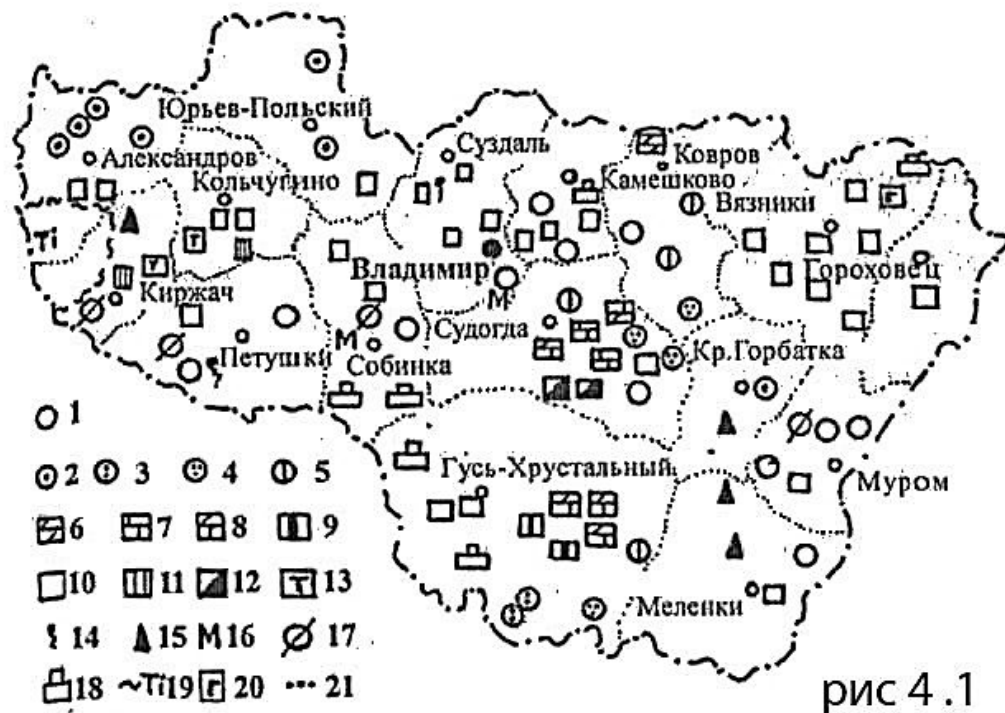 Юрьев-Польский
Суздаль
Ковров
Александров
Кольчугино
Камешково
Вязники
Ti
Владимир
Гороховец
Киржач
М
Судогда
Петушки
М
Собинка
Кр.Горбатка
1
Гусь-Хрустальный
Муром
2 3 4 5
6 7 8 9
10 11 12 т 13
Меленки
14 15 М 16 17
18 ~Ti 19 г 20 21
рис 4 .1